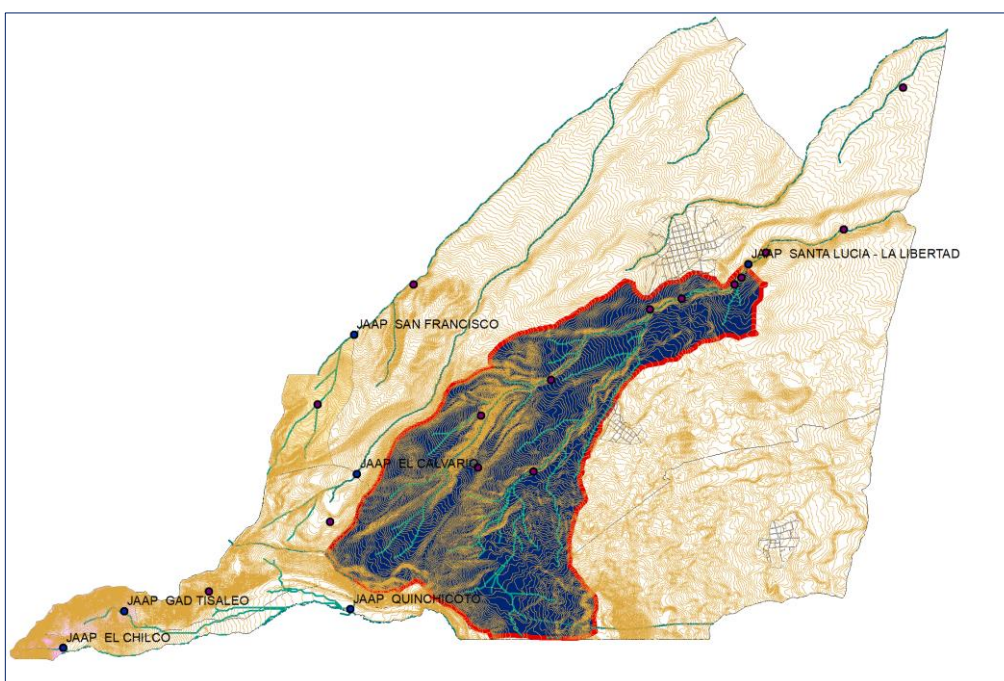 JAAP  SANTA LUCIA - LA LIBERTAD
JAAP  SAN FRANCISCO
JAAP  EL CALVARIO
JAAP  GAD TISALEO
JAAP  QUINCHICOTO
JAAP  EL CHILCO